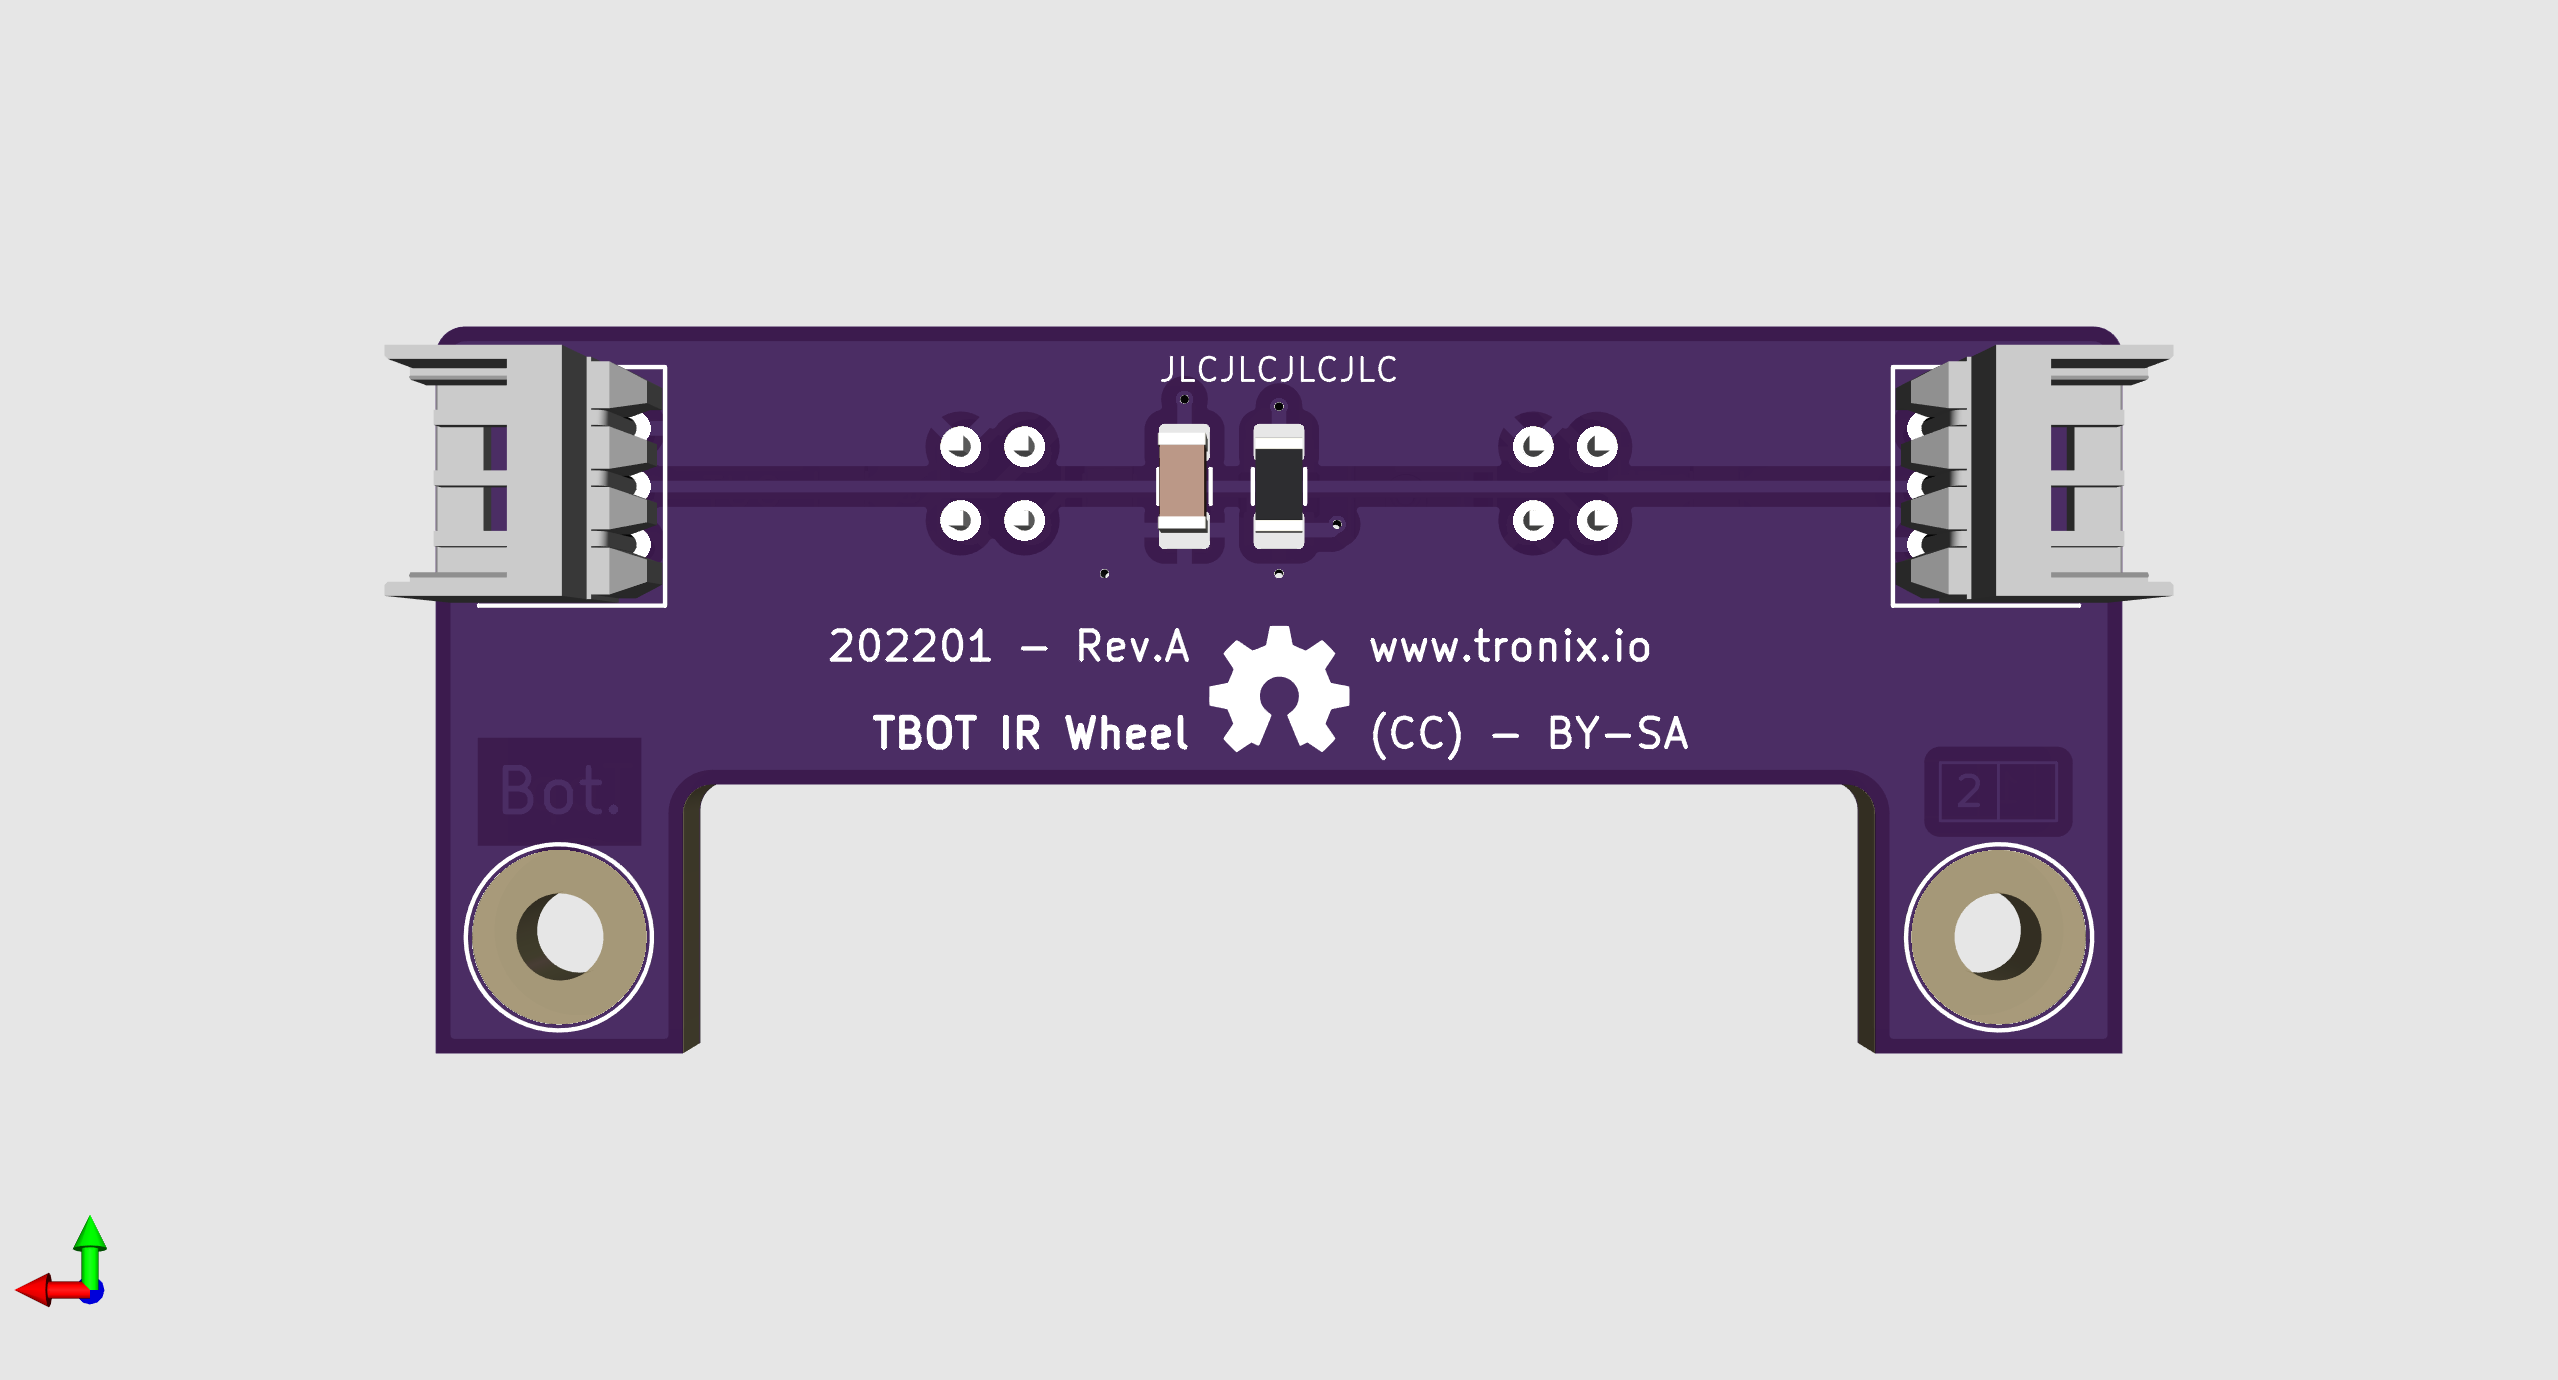 JLCJLCJLCJLC
202201 - Rev.A www.tronix.io
TBOT IR Wheel (CC) - BY-SA
Bot.
2